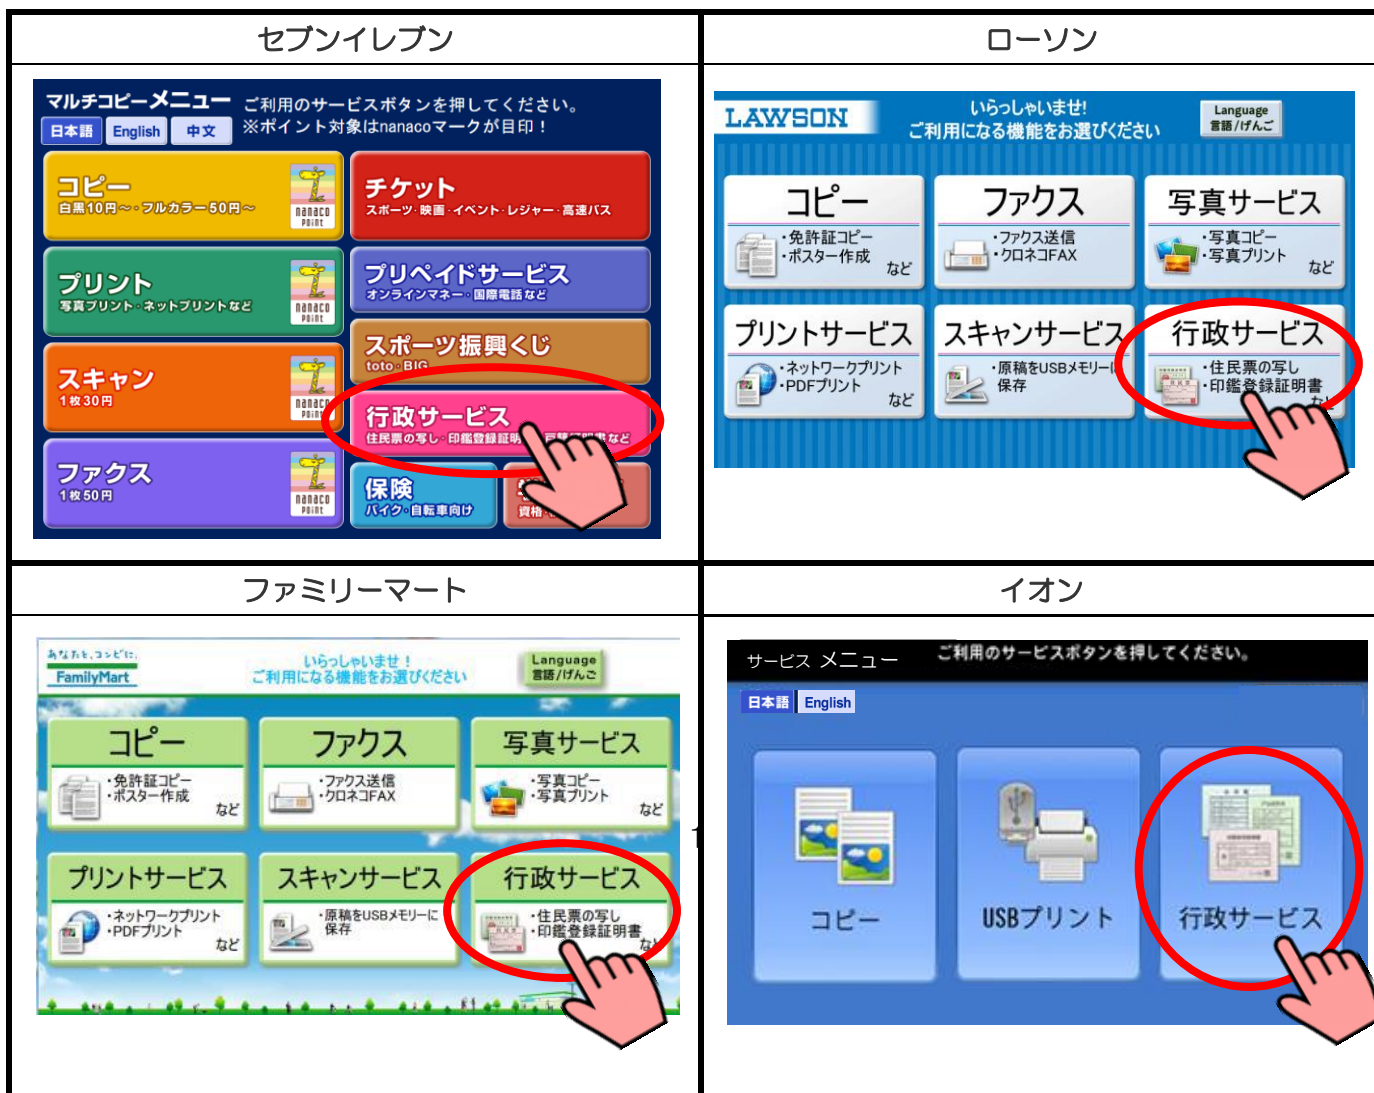 セブンイレブン
マルチコピーメニュー
ご利用のサービスボタンを押してください。
※ポイント対象はnanacoマークが目印！
日本語 English 中文
コピー
白黒10円～・フルカラー50円～
nanaco
POINT
チケット
スポーツ・映画・イベント・レジャー・高速バス
プリント
写真プリント・ネットプリントなど
nanaco
POINT
プリペイドサービス
オンラインマネー・国際電話など
スポーツ振興くじ
toto・BIG
スキャン
1枚30円
nanaco
POINT
行政サービス
住民票の写し・印鑑登録証明
など
ファクス
1枚50円
nanaco
POINT
保険
バイク・自転車向け
資格・
ローソン
LAWSON
いらっしゃいませ!
ご利用になる機能をお選びください
Language
言語/げんご
コピー
・免許証コピー
・ポスター作成
など
ファクス
・ファクス送信
・クロネコFAX
写真サービス
・写真コピー
・写真プリント
など
プリントサービス
・ネットワークプリント
・PDFプリント
など
スキャンサービス
・原稿をUSBメモリーに
保存
行政サービス
・住民票の写し
・印鑑登録証明書
など
ファミリーマート
あなたと、コンビに、
FamilyMart
いらっしゃいませ！
ご利用になる機能をお選びください
Language
言語/げんご
コピー
・免許証コピー
・ポスター作成
など
ファクス
・ファクス送信
・クロネコFAX
写真サービス
・写真コピー
・写真プリント
など
プリントサービス
・ネットワークプリント
・PDFプリント
など
スキャンサービス
・原稿をUSBメモリーに
保存
行政サービス
・住民票の写し
・印鑑登録証明書
など
イオン
サービス メニュー
ご利用のサービスボタンを押してください。
日本語 English
コピー
USBプリント
行政サービス